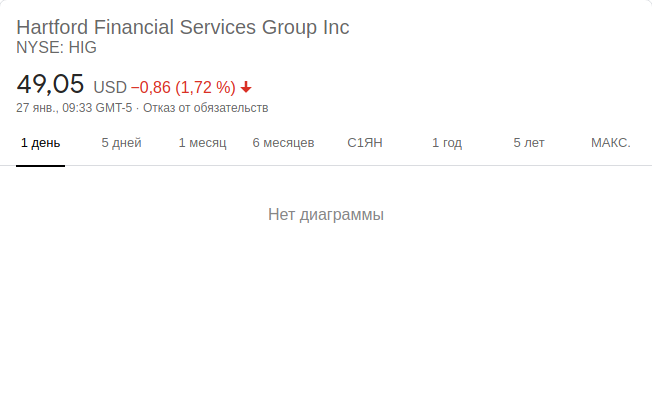 Hartford Financial Services Group Inc
NYSE: HIG
49,05 USD −0,86 (1,72 %)
27 янв., 09:33 GMT-5 · Отказ от обязательств
1 день 5 дней 1 месяц 6 месяцев С1ЯН 1 год 5 лет МАКС.
Нет диаграммы